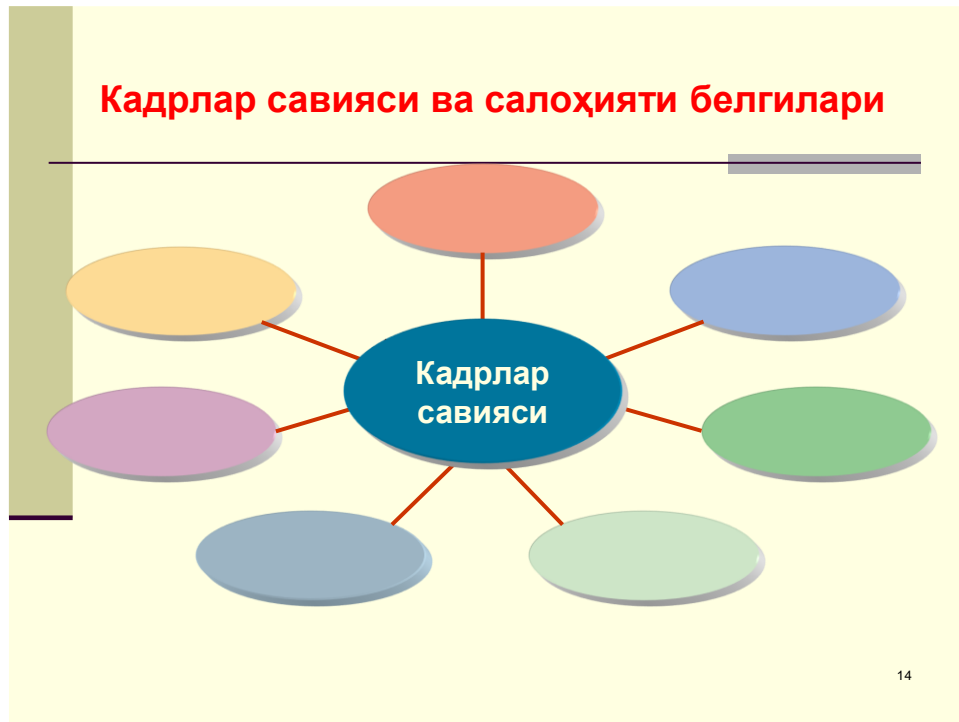 Кадрлар савияси ва салоҳияти белгилари
Кадрлар
савияси
14